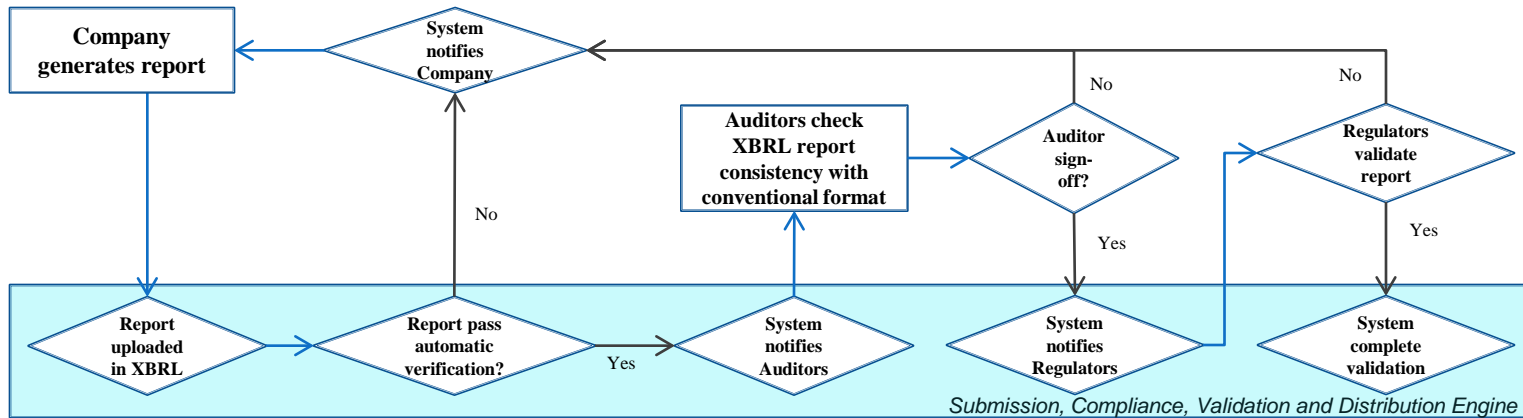 Company
generates report
System
notifies
Company
No
No
Auditors check
XBRL report
consistency with
conventional format
Auditor
sign-
off?
Regulators
validate
report
No
Yes
Yes
Report
uploaded
in XBRL
Report pass
automatic
verification?
Yes
System
notifies
Auditors
System
notifies
Regulators
System
complete
validation
Submission, Compliance, Validation and Distribution Engine